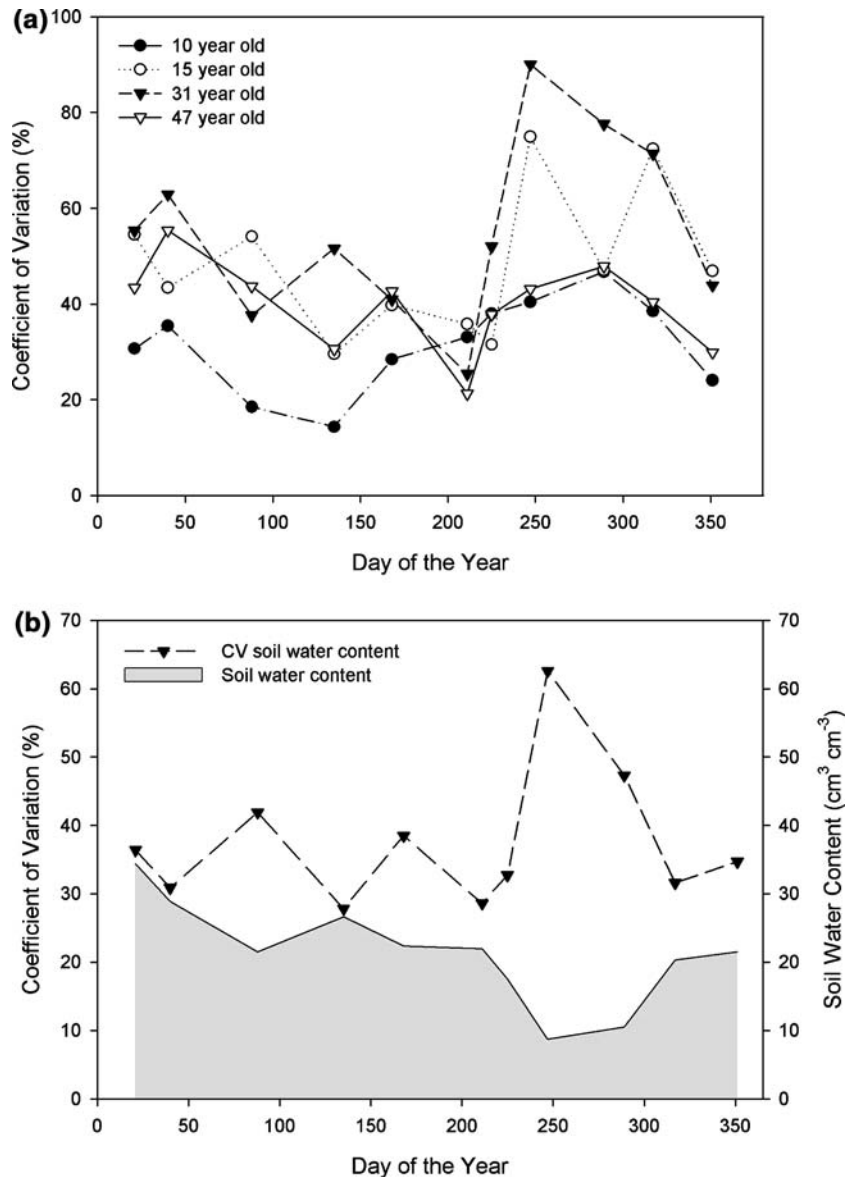 (a)
100
80
60
40
20
0
Coefficient of Variation (%)
10 year old
15 year old
31 year old
47 year old
0 50 100 150 200 250 300 350
Day of the Year
(b)
70
60
50
40
30
20
10
0
Coefficient of Variation (%)
CV soil water content
Soil water content
70
60
50
40
30
20
10
0
Soil Water Content (cm³ cm⁻³)
0 50 100 150 200 250 300 350
Day of the Year